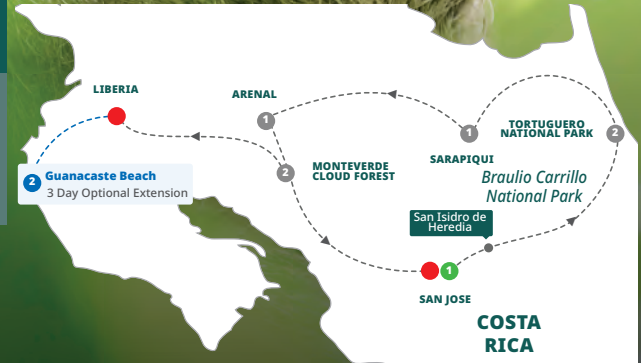 LIBERIA
ARENAL
1
1
TORTUGUERO
NATIONAL PARK
2
SARAPIQUI
MONTEVERDE
CLOUD FOREST
2
Braulio Carrillo
National Park
2
Guanacaste Beach
3 Day Optional Extension
San Isidro de
Heredia
1
SAN JOSE
COSTA
RICA